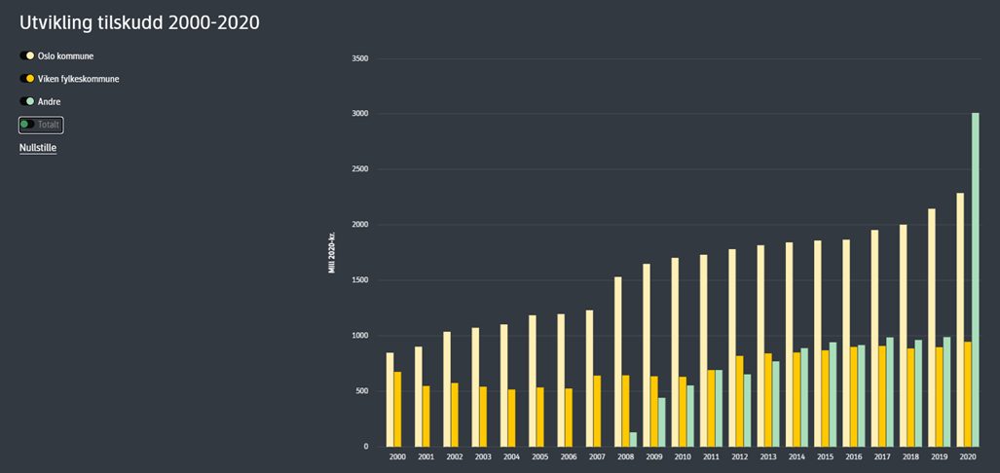 Utvikling tilskudd 2000-2020
Oslo kommune
Viken fylkeskommune
Andre
Totalt
Nullstille
Mill 2020-kr.
3500
3000
2500
2000
1500
1000
500
0
2000 2001 2002 2003 2004 2005 2006 2007 2008 2009 2010 2011 2012 2013 2014 2015 2016 2017 2018 2019 2020